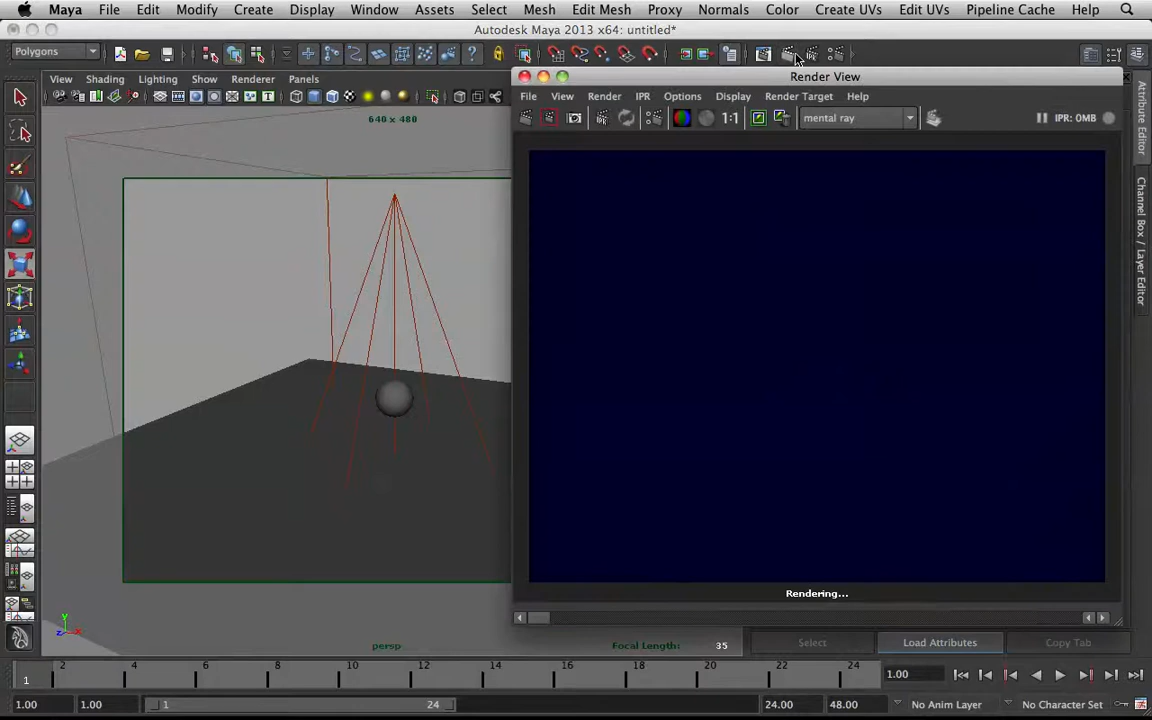 Maya File Edit Modify Create Display Window Assets Select Mesh Edit Mesh Proxy Normals Color Create UVs Edit UVs Pipeline Cache Help
Autodesk Maya 2013 x64: untitled*
Polygons
View Shading Lighting Show Renderer Panels
Render View
File View Render IPR Options Display Render Target Help
1:1 mental ray IPR: 0MB
640 x 480
Attribute Editor
Channel Box / Layer Editor
Rendering...
persp Focal Length: 35
Select Load Attributes Copy Tab
y
z x
2 4 6 8 10 12 14 16 18 20 22 24
1 1.00
1.00 1.00 1 24 24.00 48.00 No Anim Layer No Character Set